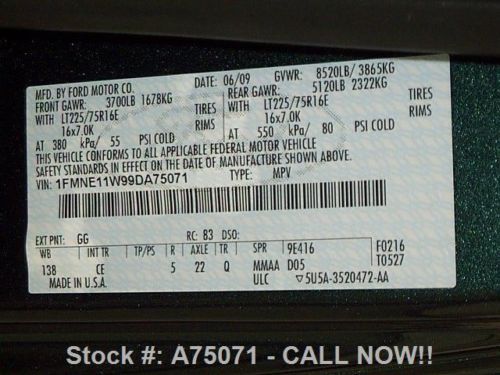 MFD. BY FORD MOTOR CO.
DATE: 06/09 GVWR: 8520LB/ 3865KG
FRONT GAWR: 3700LB 1678KG
REAR GAWR: 5120LB 2322KG
WITH LT225/75R16E TIRES WITH LT225/75R16E TIRES
16x7.0K RIMS 16x7.0K RIMS
AT 380 kPa/ 55 PSI COLD AT 550 kPa/ 80 PSI COLD
THIS VEHICLE CONFORMS TO ALL APPLICABLE FEDERAL MOTOR VEHICLE
SAFETY STANDARDS IN EFFECT ON THE DATE OF MANUFACTURE SHOWN ABOVE.
VIN: 1FMNE11W99DA75071 TYPE: MPV
EXT PNT: GG RC: 83 DSO:
WB INT TR TP/PS R AXLE TR SPR 9E416 F0216
138 CE 5 22 Q MMAA D05 T0527
MADE IN U.S.A. ULC ▽5U5A-3520472-AA
Stock #: A75071 - CALL NOW!!